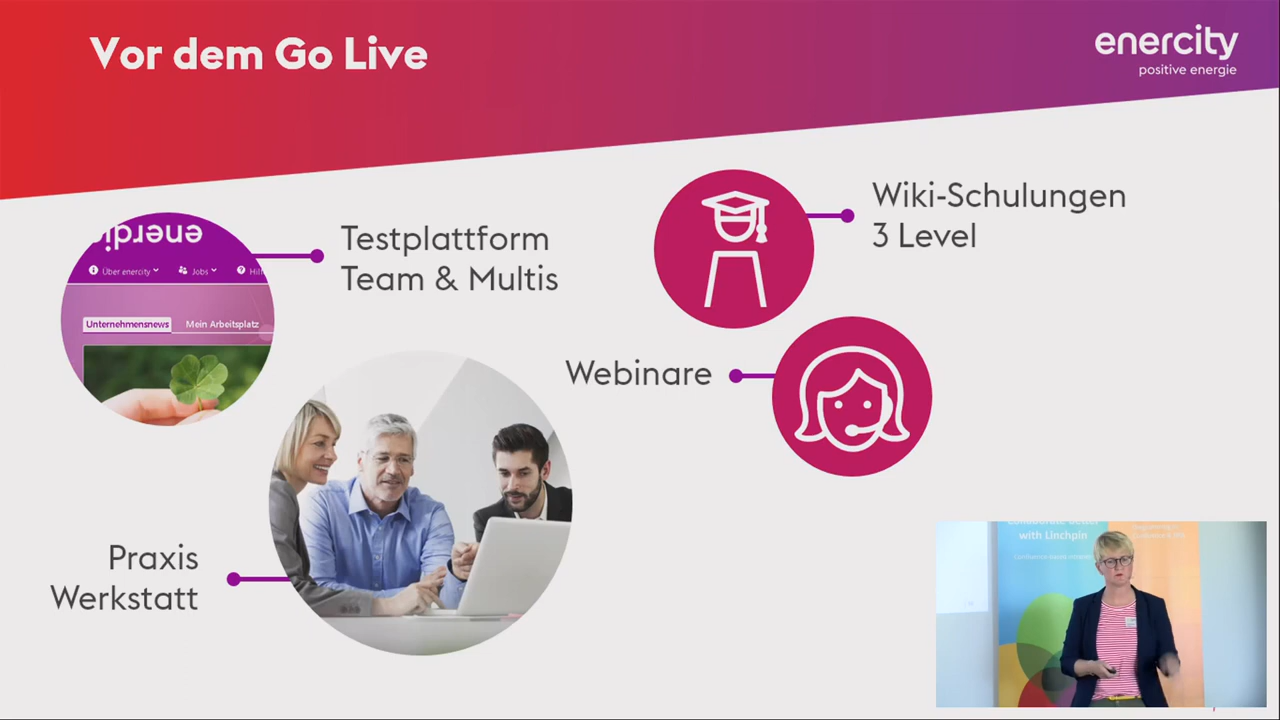 Vor dem Go Live
enercity
positive energie
Wiki-Schulungen
3 Level
Testplattform
Team & Multis
Über enercity
Jobs
Unternehmensnews
Mein Arbeitsplatz
Webinare
Praxis
Werkstatt
with Linchpin